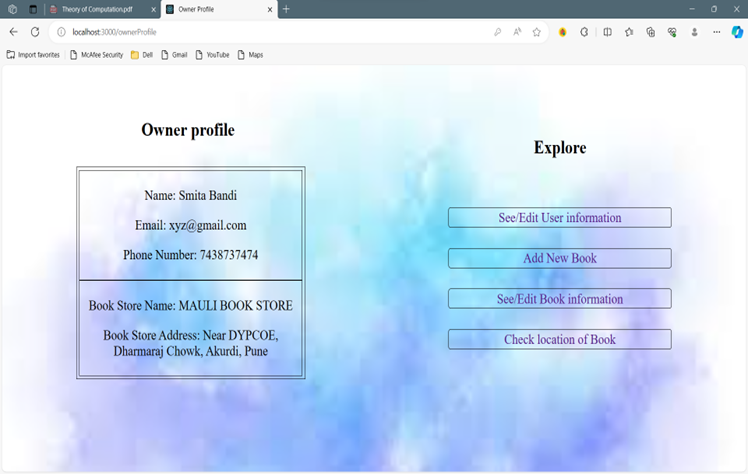 Theory of Computation.pdf
Owner Profile
localhost:3000/ownerProfile
Import favorites
McAfee Security
Dell
Gmail
YouTube
Maps
Owner profile
Name: Smita Bandi
Email: xyz@gmail.com
Phone Number: 7438737474
Book Store Name: MAULI BOOK STORE
Book Store Address: Near DYPCOE,
Dharmaraj Chowk, Akurdi, Pune
Explore
See/Edit User information
Add New Book
See/Edit Book information
Check location of Book